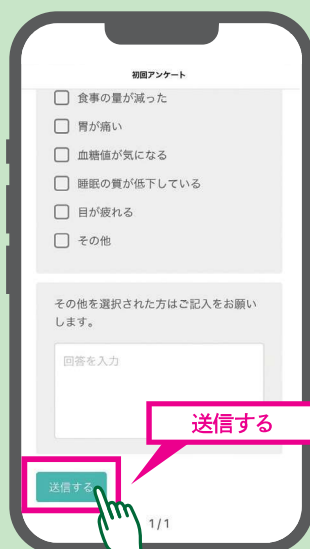 初回アンケート
食事の量が減った
胃が痛い
血糖値が気になる
睡眠の質が低下している
目が疲れる
その他
その他を選択された方はご記入をお願い
します。
回答を入力
送信する
送信する
1/1